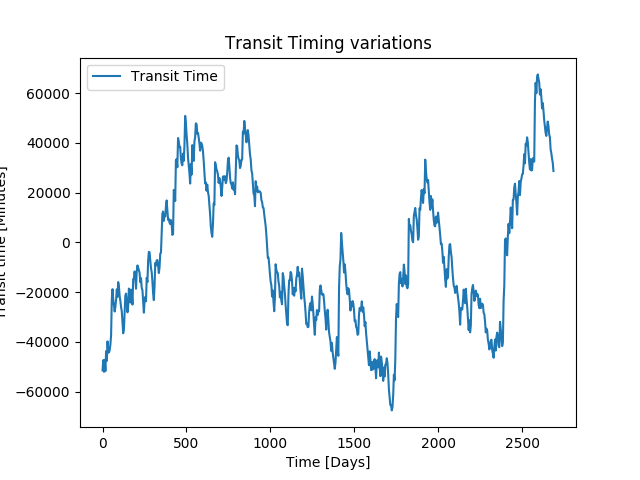 Transit Timing variations
Transit Time
60000
40000
20000
0
−20000
−40000
−60000
Transit time [Minutes]
0 500 1000 1500 2000 2500
Time [Days]